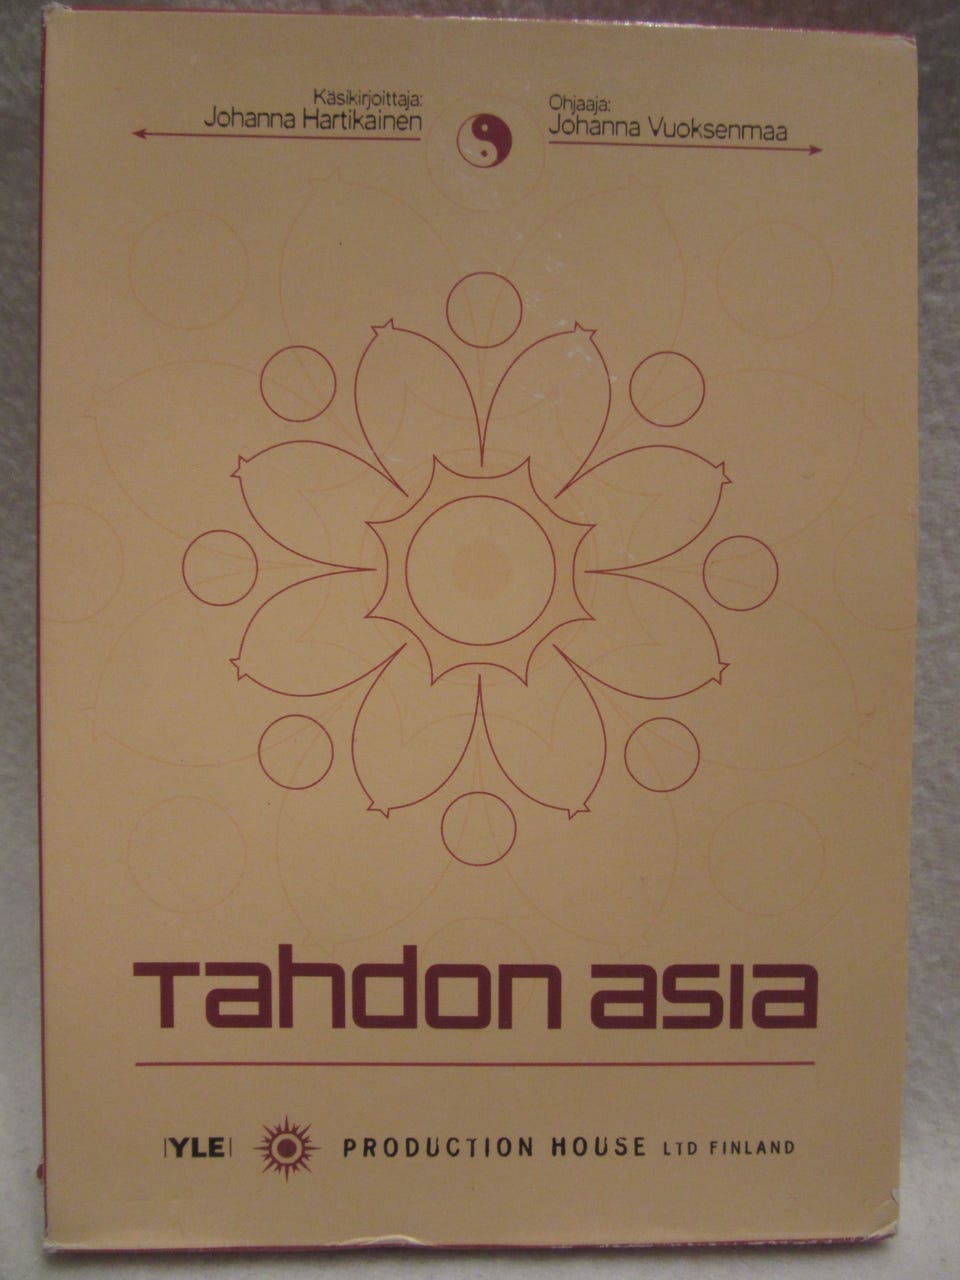 Käsikirjoittaja:
Johanna Hartikainen
Ohjaaja:
Johanna Vuoksenmaa
Tahdon asia
YLE PRODUCTION HOUSE LTD FINLAND